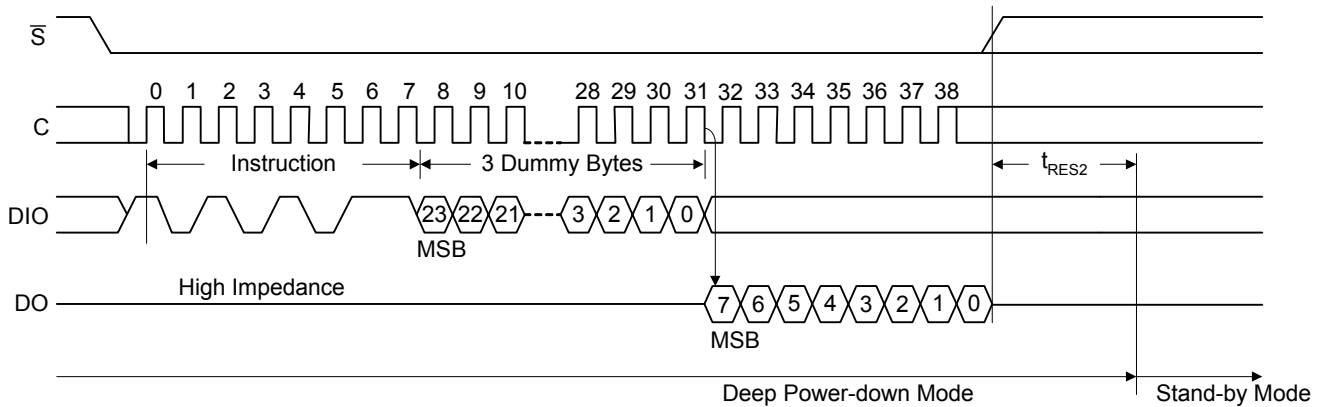 S
0 1 2 3 4 5 6 7 8 9 10 28 29 30 31 32 33 34 35 36 37 38
C
Instruction 3 Dummy Bytes tRES2
DIO 23 22 21 3 2 1 0
MSB
High Impedance
DO 7 6 5 4 3 2 1 0
MSB
Deep Power-down Mode Stand-by Mode